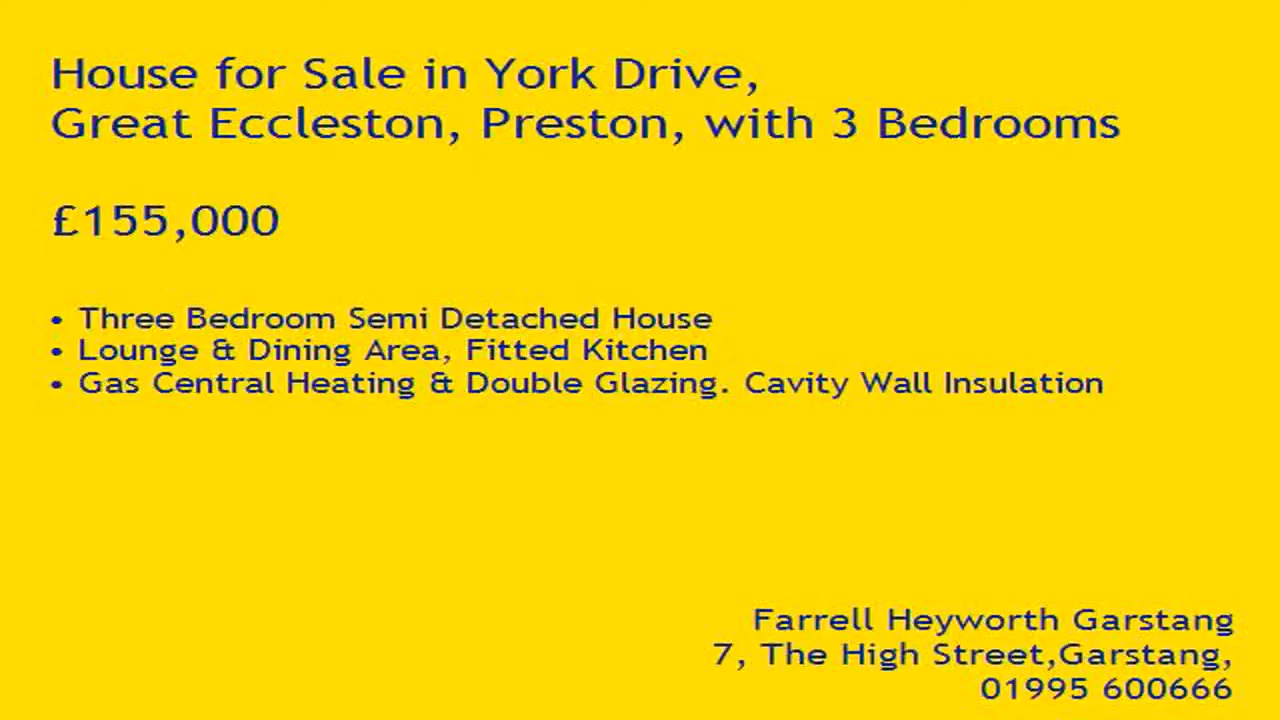 House for Sale in York Drive,
Great Eccleston, Preston, with 3 Bedrooms
£155,000
• Three Bedroom Semi Detached House
• Lounge & Dining Area, Fitted Kitchen
• Gas Central Heating & Double Glazing. Cavity Wall Insulation
Farrell Heyworth Garstang
7, The High Street,Garstang,
01995 600666